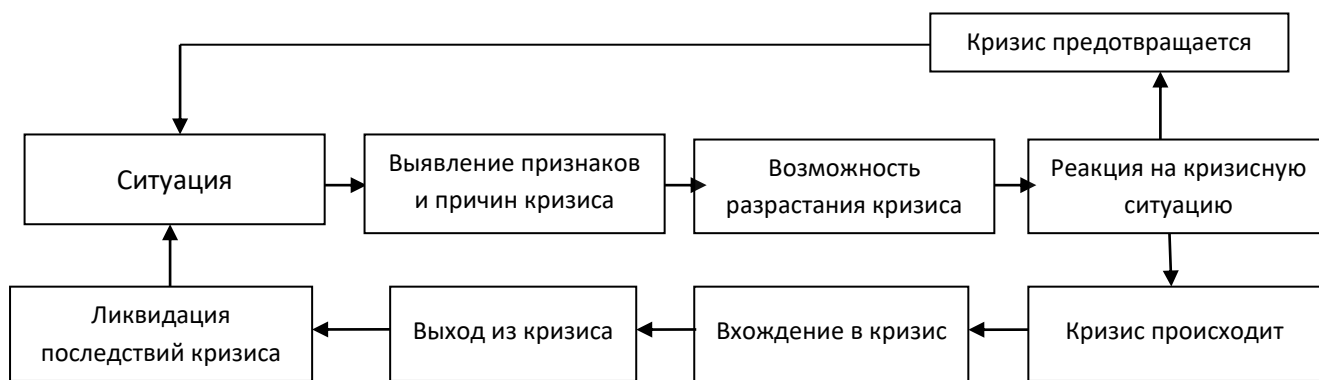 Кризис предотвращается
Ситуация
Выявление признаков
и причин кризиса
Возможность
разрастания кризиса
Реакция на кризисную
ситуацию
Ликвидация
последствий кризиса
Выход из кризиса
Вхождение в кризис
Кризис происходит